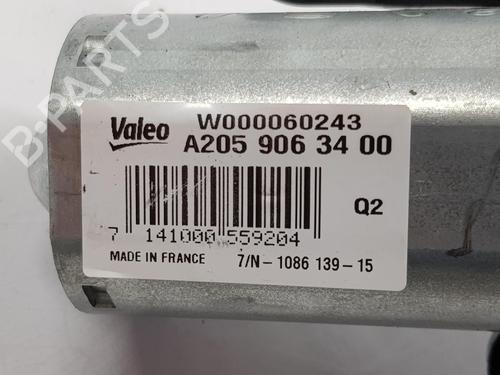 Valeo
W000060243
A205 906 34 00
Q2
7 141000 559204
MADE IN FRANCE
7/N - 1086 139 - 15
B-PARTS